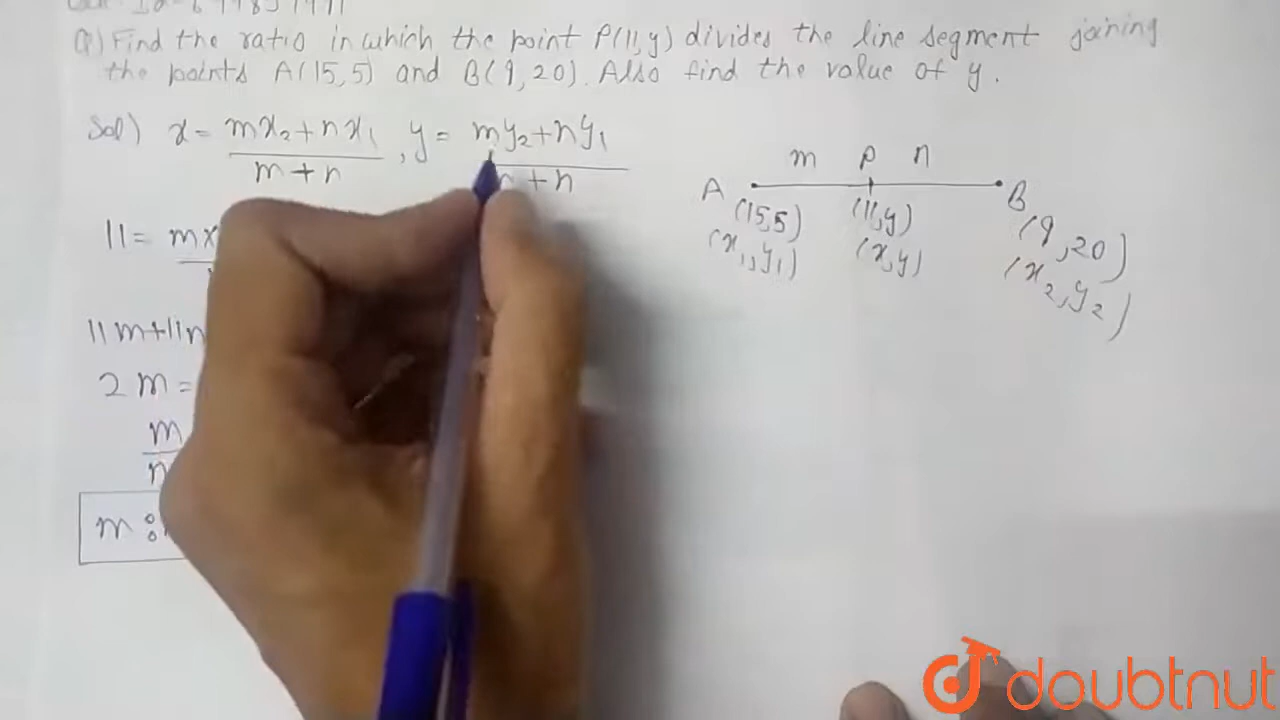 Q) Find the ratio in which the point P(11,y) divides the line segment joining
the points A(15,5) and B(9,20). Also find the value of y.
Sol) x = mx₂+nx₁ , y = my₂+ny₁
m+n +n
m P n
A B
(15,5) (11,y) (9,20)
(x₁,y₁) (x,y) (x₂,y₂)
11 = mx
11m+11n
2m =
m
n
m :
doubtnut